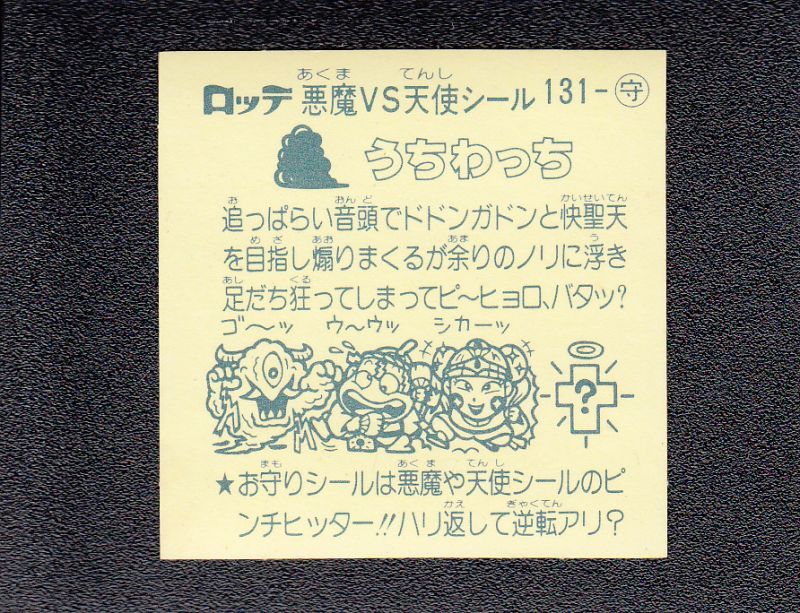 あくま てんし
ロッテ 悪魔VS天使シール 131-守
うちわっち
お おんど かいせいてん
追っぱらい音頭でドドンガドンと快聖天
めざ あお あま う
を目指し煽りまくるが余りのノリに浮き
あし くる
足だち狂ってしまってピ〜ヒョロ、バタッ?
ゴ〜ッ ウ〜ウッ シカーッ
?
まも あくま てんし
★お守りシールは悪魔や天使シールのピ
かえ ぎゃくてん
ンチヒッター!!ハリ返して逆転アリ?